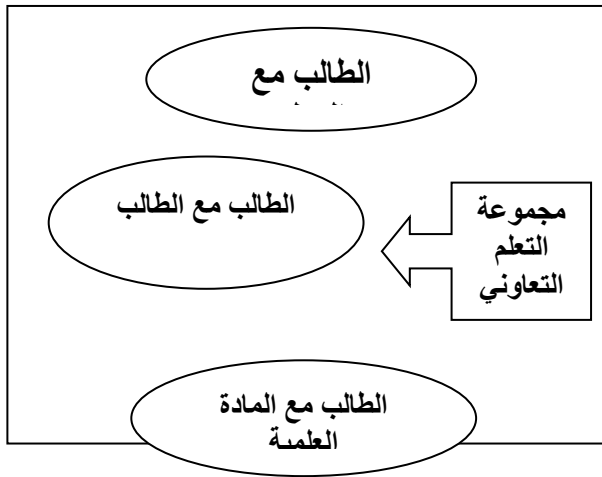 الطالب مع
الطالب مع الطالب
مجموعة
التعلم
التعاوني
الطالب مع المادة
العلمية